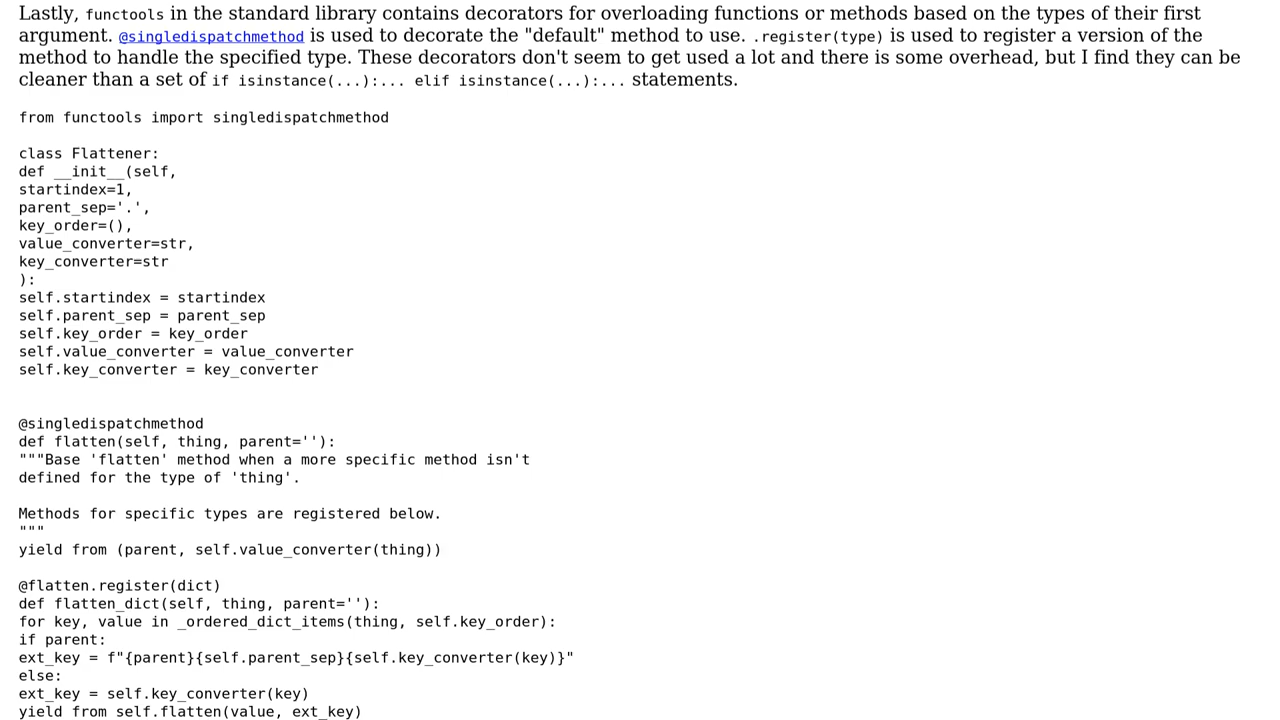 Lastly, functools in the standard library contains decorators for overloading functions or methods based on the types of their first
argument. @singledispatchmethod is used to decorate the "default" method to use. .register(type) is used to register a version of the
method to handle the specified type. These decorators don't seem to get used a lot and there is some overhead, but I find they can be
cleaner than a set of if isinstance(...):... elif isinstance(...):... statements.
from functools import singledispatchmethod
class Flattener:
def __init__(self,
startindex=1,
parent_sep='.',
key_order=(),
value_converter=str,
key_converter=str
):
self.startindex = startindex
self.parent_sep = parent_sep
self.key_order = key_order
self.value_converter = value_converter
self.key_converter = key_converter
@singledispatchmethod
def flatten(self, thing, parent=''):
"""Base 'flatten' method when a more specific method isn't
defined for the type of 'thing'.
Methods for specific types are registered below.
"""
yield from (parent, self.value_converter(thing))
@flatten.register(dict)
def flatten_dict(self, thing, parent=''):
for key, value in _ordered_dict_items(thing, self.key_order):
if parent:
ext_key = f"{parent}{self.parent_sep}{self.key_converter(key)}"
else:
ext_key = self.key_converter(key)
yield from self.flatten(value, ext_key)